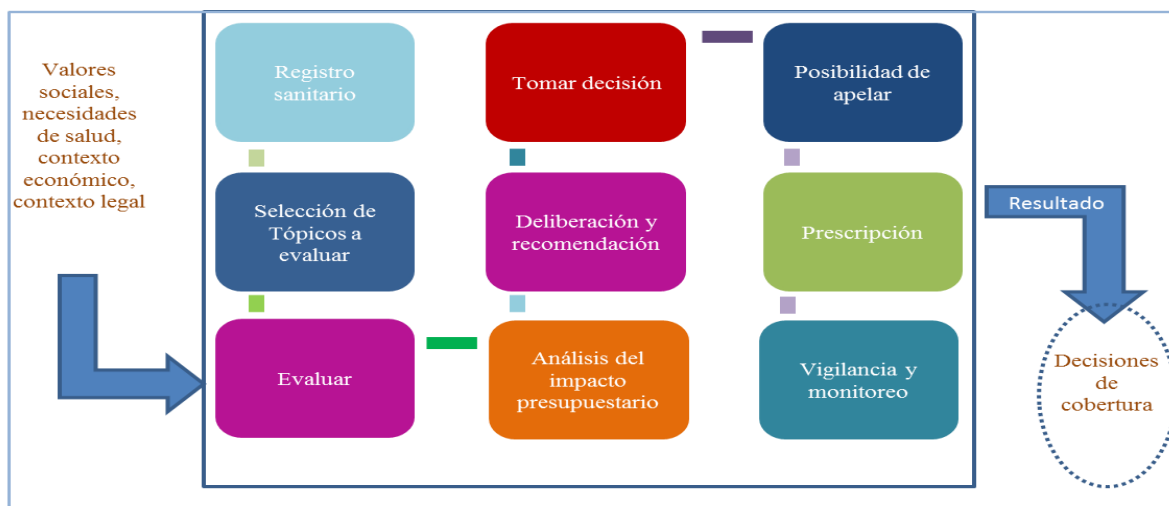 Valores
sociales,
necesidades
de salud,
contexto
económico,
contexto legal
Registro
sanitario
Selección de
Tópicos a
evaluar
Evaluar
Análisis del
impacto
presupuestario
Deliberación y
recomendación
Tomar decisión
Posibilidad de
apelar
Prescripción
Vigilancia y
monitoreo
Resultado
Decisiones
de
cobertura